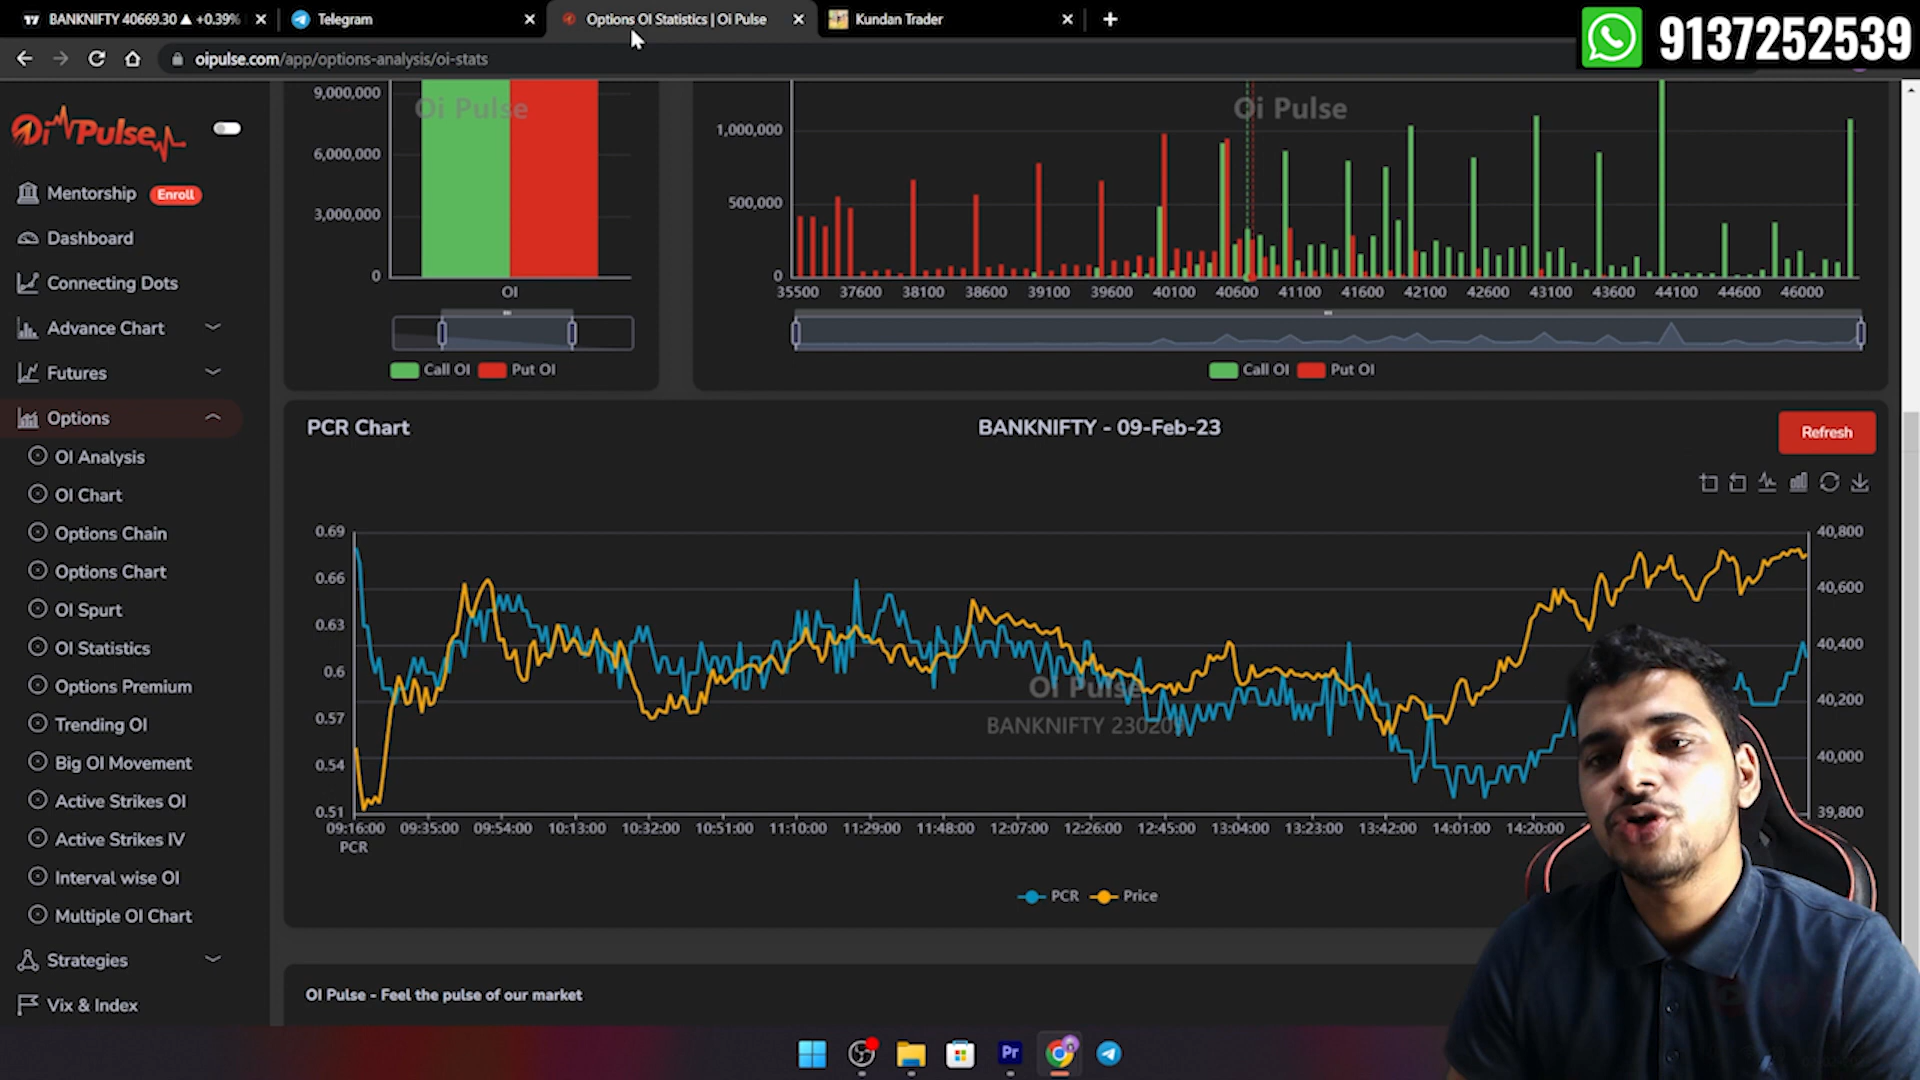 BANKNIFTY 40669.30 ▲ +0.39%
Telegram
Options OI Statistics | Oi Pulse
Kundan Trader
9137252539
oipulse.com/app/options-analysis/oi-stats
Oi Pulse
Mentorship Enroll
Dashboard
Connecting Dots
Advance Chart
Futures
Options
OI Analysis
OI Chart
Options Chain
Options Chart
OI Spurt
OI Statistics
Options Premium
Trending OI
Big OI Movement
Active Strikes OI
Active Strikes IV
Interval wise OI
Multiple OI Chart
Strategies
Vix & Index
9,000,000
6,000,000
3,000,000
0
Oi Pulse
OI
Call OI Put OI
1,000,000
500,000
0
Oi Pulse
35500 37600 38100 38600 39100 39600 40100 40600 41100 41600 42100 42600 43100 43600 44100 44600 46000
Call OI Put OI
PCR Chart
BANKNIFTY - 09-Feb-23
Refresh
0.69
0.66
0.63
0.6
0.57
0.54
0.51
40,800
40,600
40,400
40,200
40,000
39,800
Oi Pulse
BANKNIFTY 230209
09:16:00 09:35:00 09:54:00 10:13:00 10:32:00 10:51:00 11:10:00 11:29:00 11:48:00 12:07:00 12:26:00 12:45:00 13:04:00 13:23:00 13:42:00 14:01:00 14:20:00
PCR
PCR Price
OI Pulse - Feel the pulse of our market
Pr